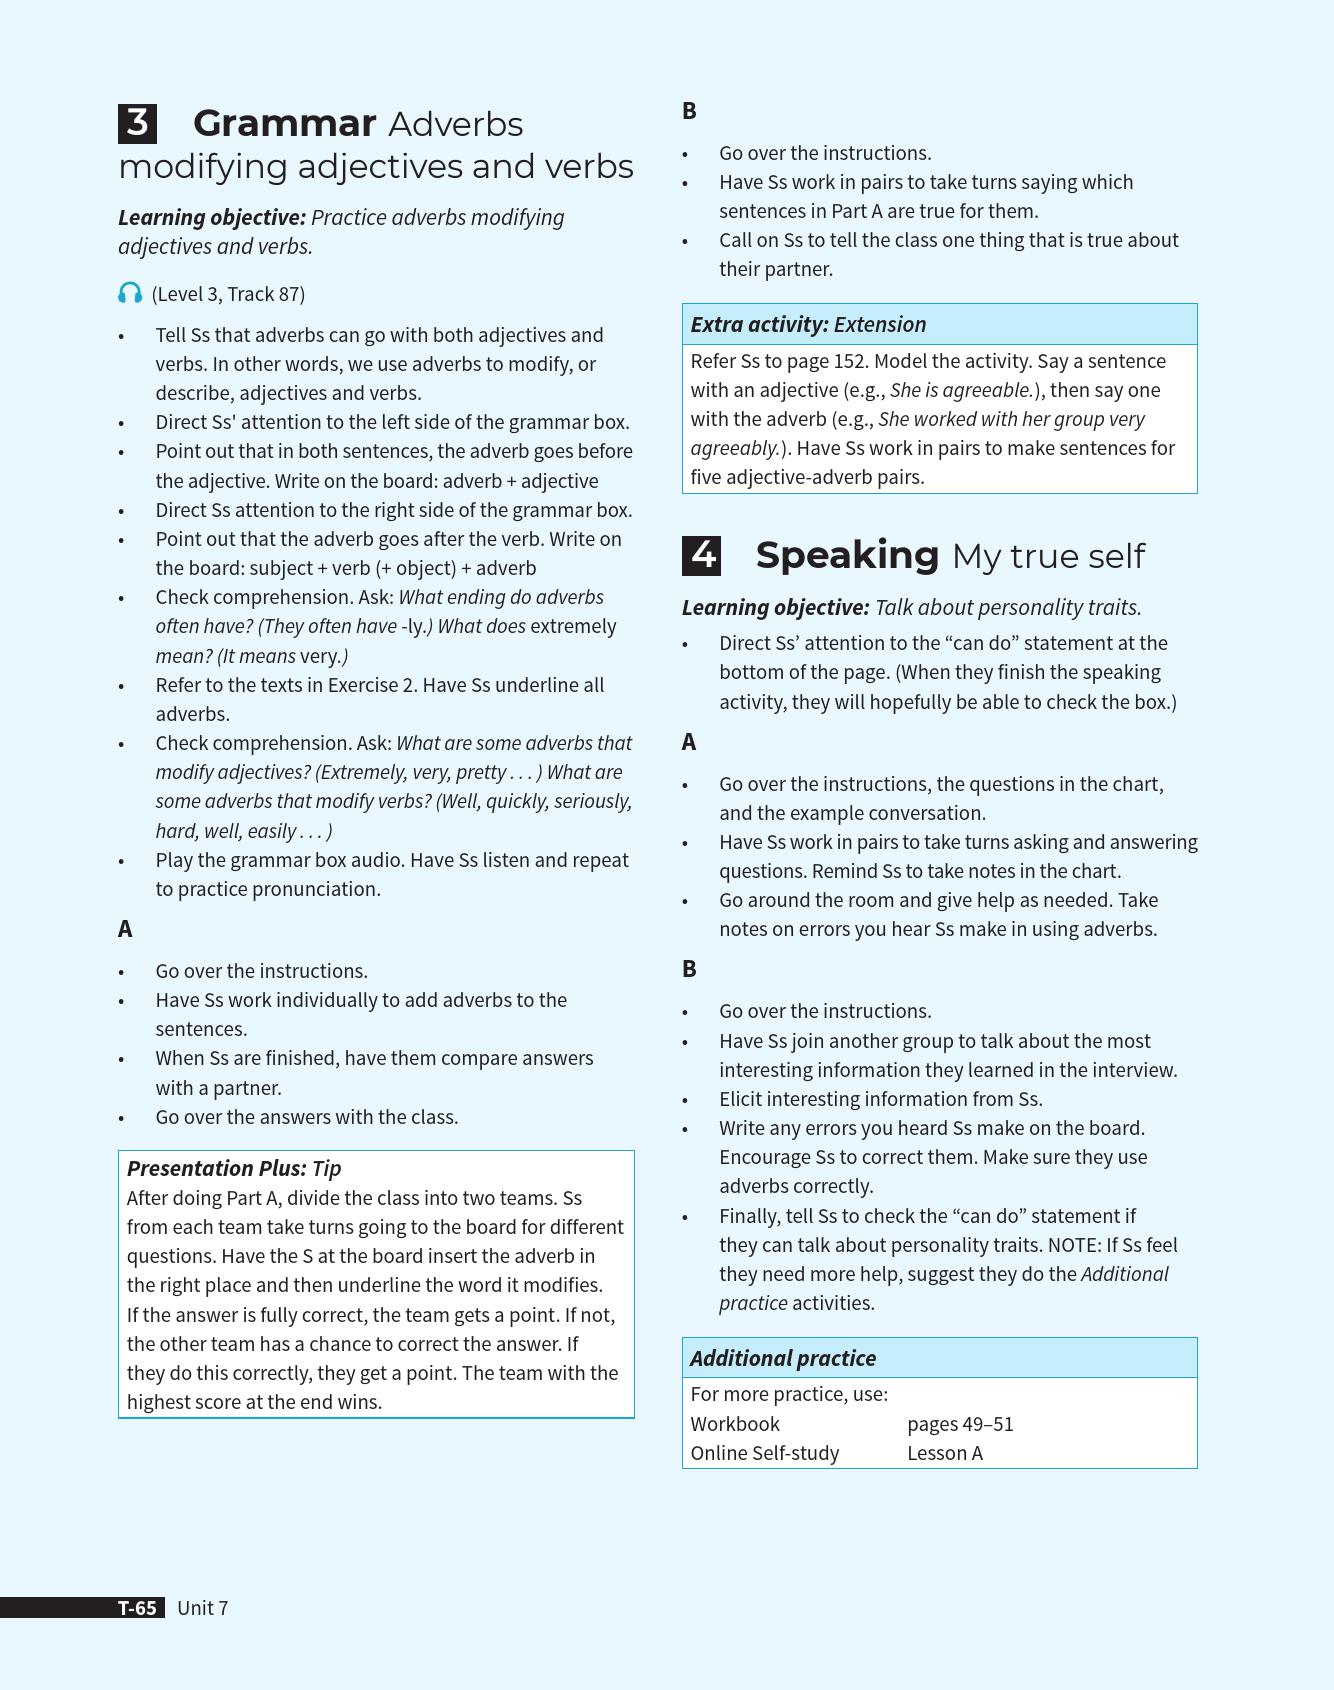 3 Grammar Adverbs
modifying adjectives and verbs
Learning objective: Practice adverbs modifying
adjectives and verbs.
(Level 3, Track 87)
• Tell Ss that adverbs can go with both adjectives and
verbs. In other words, we use adverbs to modify, or
describe, adjectives and verbs.
• Direct Ss' attention to the left side of the grammar box.
• Point out that in both sentences, the adverb goes before
the adjective. Write on the board: adverb + adjective
• Direct Ss attention to the right side of the grammar box.
• Point out that the adverb goes after the verb. Write on
the board: subject + verb (+ object) + adverb
• Check comprehension. Ask: What ending do adverbs
often have? (They often have -ly.) What does extremely
mean? (It means very.)
• Refer to the texts in Exercise 2. Have Ss underline all
adverbs.
• Check comprehension. Ask: What are some adverbs that
modify adjectives? (Extremely, very, pretty . . . ) What are
some adverbs that modify verbs? (Well, quickly, seriously,
hard, well, easily . . . )
• Play the grammar box audio. Have Ss listen and repeat
to practice pronunciation.
A
• Go over the instructions.
• Have Ss work individually to add adverbs to the
sentences.
• When Ss are finished, have them compare answers
with a partner.
• Go over the answers with the class.
Presentation Plus: Tip
After doing Part A, divide the class into two teams. Ss
from each team take turns going to the board for different
questions. Have the S at the board insert the adverb in
the right place and then underline the word it modifies.
If the answer is fully correct, the team gets a point. If not,
the other team has a chance to correct the answer. If
they do this correctly, they get a point. The team with the
highest score at the end wins.
B
• Go over the instructions.
• Have Ss work in pairs to take turns saying which
sentences in Part A are true for them.
• Call on Ss to tell the class one thing that is true about
their partner.
Extra activity: Extension
Refer Ss to page 152. Model the activity. Say a sentence
with an adjective (e.g., She is agreeable.), then say one
with the adverb (e.g., She worked with her group very
agreeably.). Have Ss work in pairs to make sentences for
five adjective-adverb pairs.
4 Speaking My true self
Learning objective: Talk about personality traits.
• Direct Ss’ attention to the “can do” statement at the
bottom of the page. (When they finish the speaking
activity, they will hopefully be able to check the box.)
A
• Go over the instructions, the questions in the chart,
and the example conversation.
• Have Ss work in pairs to take turns asking and answering
questions. Remind Ss to take notes in the chart.
• Go around the room and give help as needed. Take
notes on errors you hear Ss make in using adverbs.
B
• Go over the instructions.
• Have Ss join another group to talk about the most
interesting information they learned in the interview.
• Elicit interesting information from Ss.
• Write any errors you heard Ss make on the board.
Encourage Ss to correct them. Make sure they use
adverbs correctly.
• Finally, tell Ss to check the “can do” statement if
they can talk about personality traits. NOTE: If Ss feel
they need more help, suggest they do the Additional
practice activities.
Additional practice
For more practice, use:
Workbook pages 49–51
Online Self-study Lesson A
T-65 Unit 7